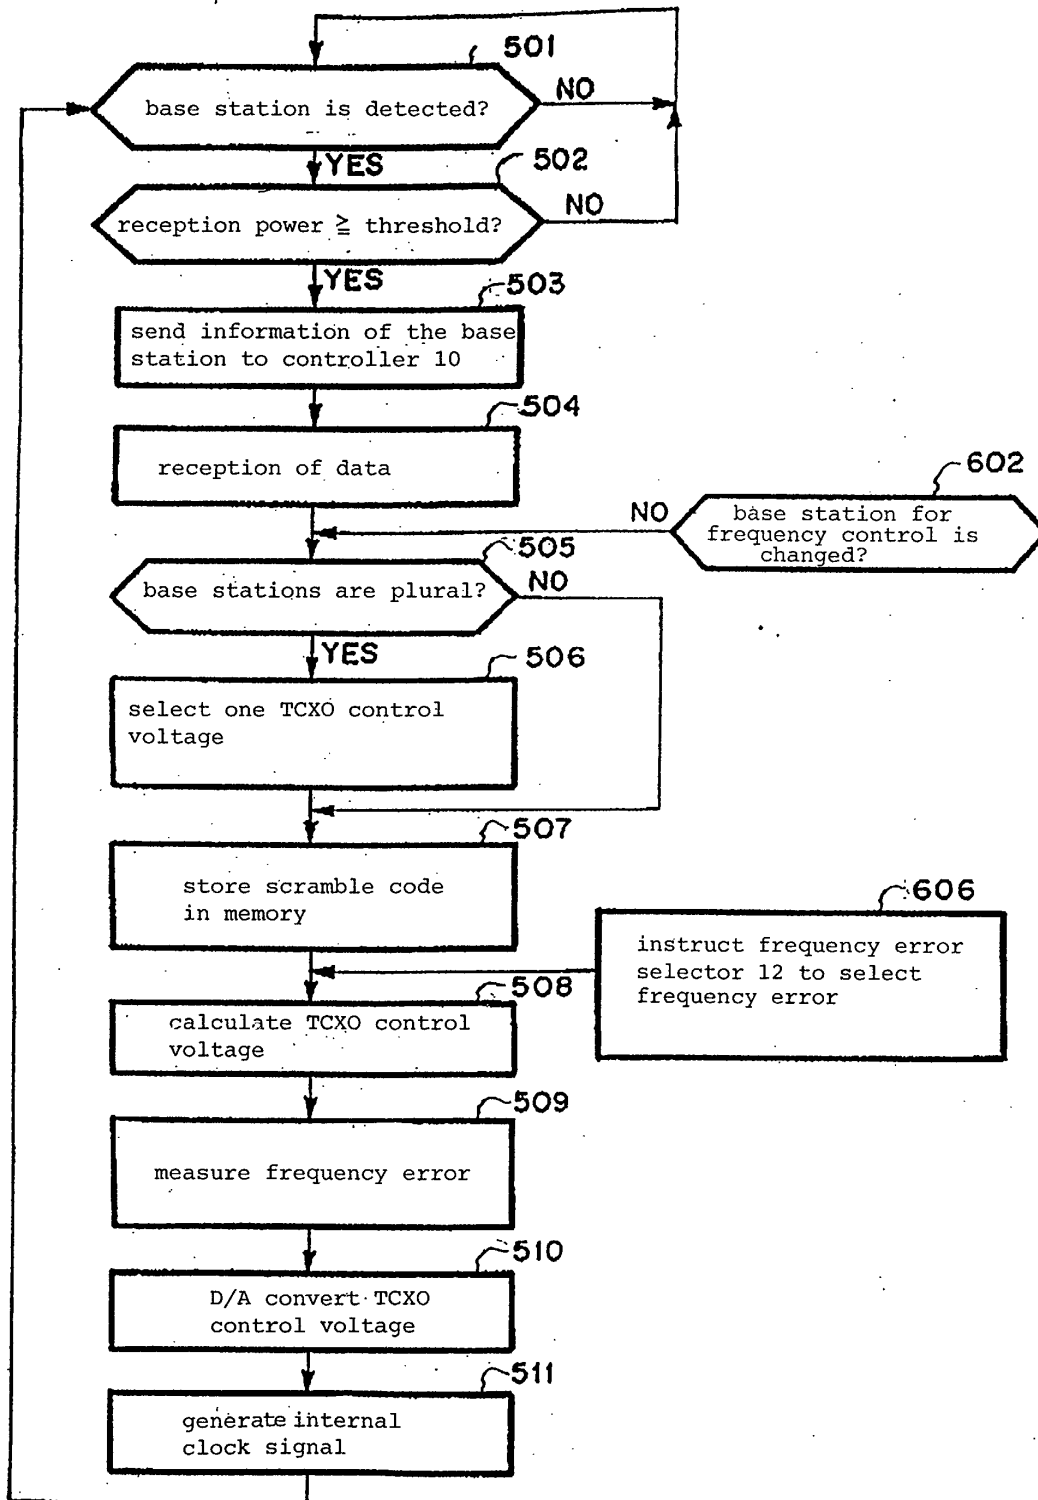 501
base station is detected?
NO
YES
502
reception power ≧ threshold?
NO
YES
503
send information of the base
station to controller 10
504
reception of data
602
base station for
frequency control is
changed?
NO
505
base stations are plural?
NO
YES
506
select one TCXO control
voltage
507
store scramble code
in memory
606
instruct frequency error
selector 12 to select
frequency error
508
calculate TCXO control
voltage
509
measure frequency error
510
D/A convert TCXO
control voltage
511
generate internal
clock signal